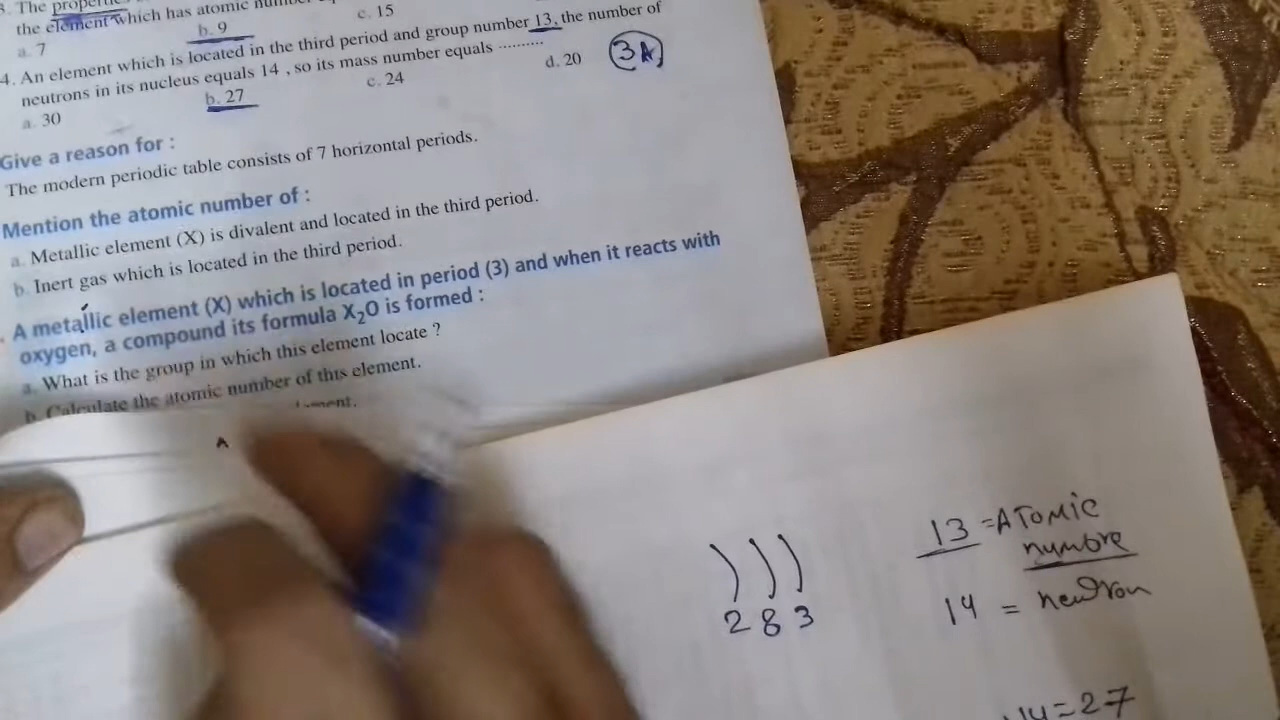 3. The
the element which has atomic
a. 7 b. 9 c. 15
4. An element which is located in the third period and group number 13, the number of
neutrons in its nucleus equals 14 , so its mass number equals ..........
a. 30 b. 27 c. 24 d. 20
3A
Give a reason for :
The modern periodic table consists of 7 horizontal periods.
Mention the atomic number of :
a. Metallic element (X) is divalent and located in the third period.
b. Inert gas which is located in the third period.
A metallic element (X) which is located in period (3) and when it reacts with
oxygen, a compound its formula X₂O is formed :
a. What is the group in which this element locate ?
b. Calculate the atomic number of this element.
A
2 8 3
13 = ATOMIC
numbre
14 = neutron
14 = 27